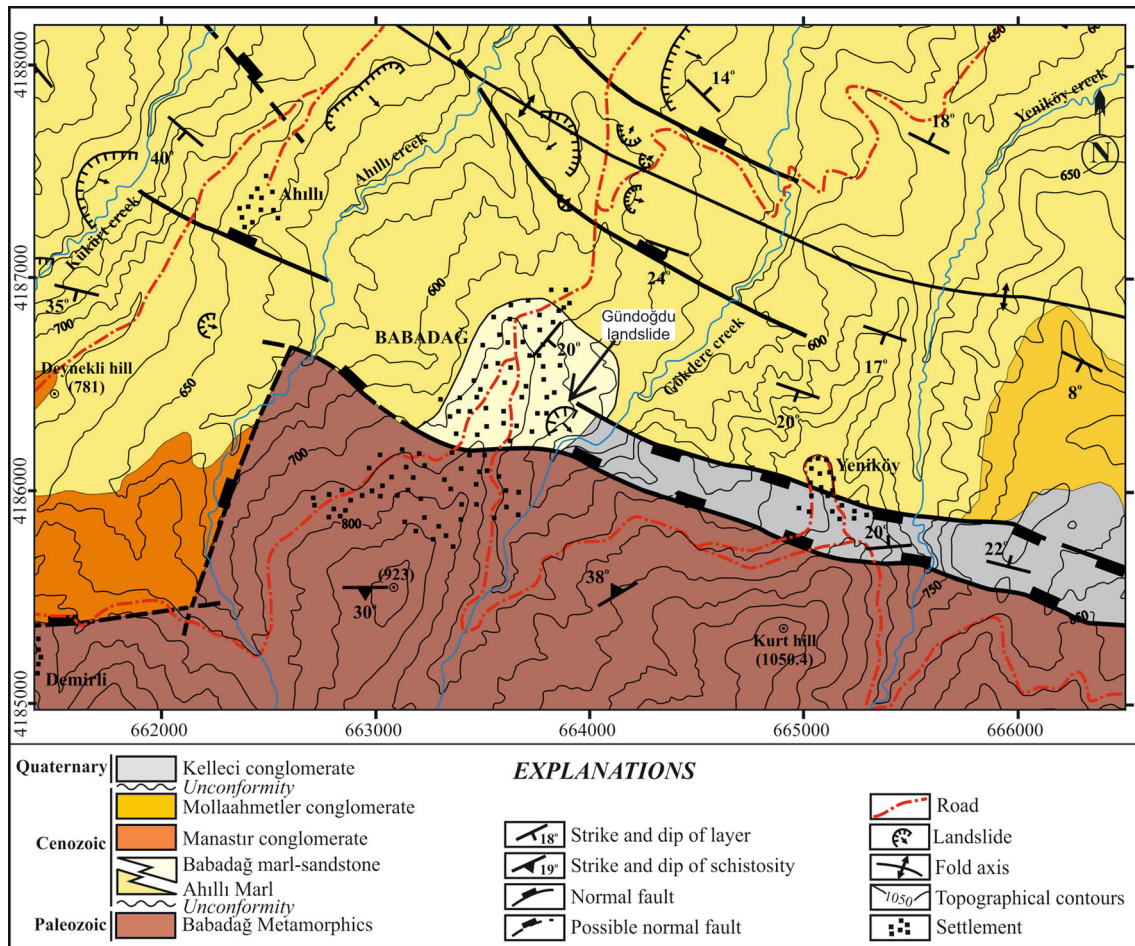 4188000
4187000
4186000
4185000
650
600
14°
18°
Yeniköy creek
N
650
40°
Ahıllı
Ahıllı creek
Kükürt creek
35°
700
600
24°
BABADAĞ
20°
Gündoğdu
landslide
Gökdere creek
600
17°
20°
8°
Deynekli hill
(781)
650
700
800
Yeniköy
20°
22°
(923)
30°
38°
750
850
Kurt hill
(1050.4)
Demirli
662000
663000
664000
665000
666000
Quaternary
Kelleci conglomerate
Unconformity
Mollaahmetler conglomerate
Cenozoic
Manastır conglomerate
Babadağ marl-sandstone
Ahıllı Marl
Unconformity
Paleozoic
Babadağ Metamorphics
EXPLANATIONS
18° Strike and dip of layer
19° Strike and dip of schistosity
Normal fault
Possible normal fault
Road
Landslide
Fold axis
1050 Topographical contours
Settlement